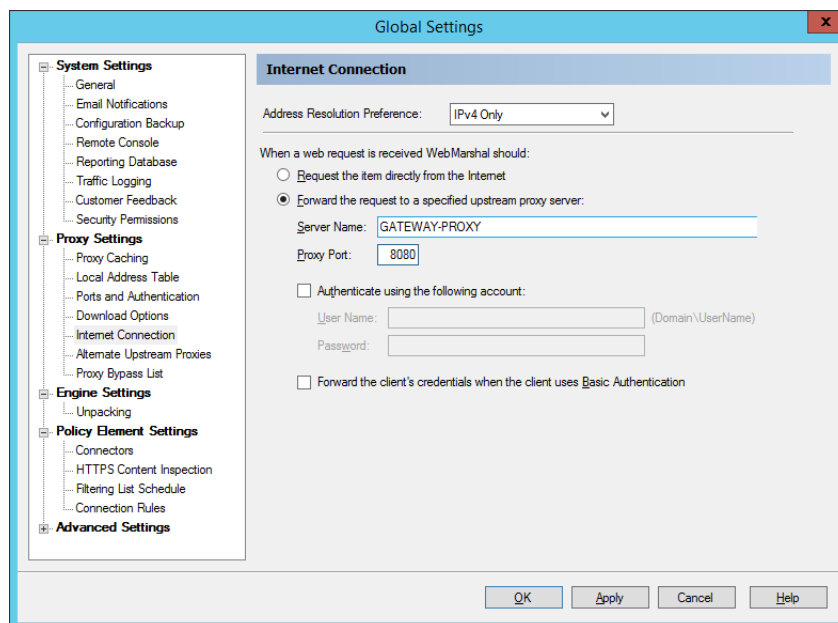 Global Settings
x
System Settings
General
Email Notifications
Configuration Backup
Remote Console
Reporting Database
Traffic Logging
Customer Feedback
Security Permissions
Proxy Settings
Proxy Caching
Local Address Table
Ports and Authentication
Download Options
Internet Connection
Alternate Upstream Proxies
Proxy Bypass List
Engine Settings
Unpacking
Policy Element Settings
Connectors
HTTPS Content Inspection
Filtering List Schedule
Connection Rules
Advanced Settings
Internet Connection
Address Resolution Preference: IPv4 Only
When a web request is received WebMarshal should:
Request the item directly from the Internet
Forward the request to a specified upstream proxy server:
Server Name: GATEWAY-PROXY
Proxy Port: 8080
Authenticate using the following account:
User Name: (Domain\UserName)
Password:
Forward the client's credentials when the client uses Basic Authentication
OK Apply Cancel Help